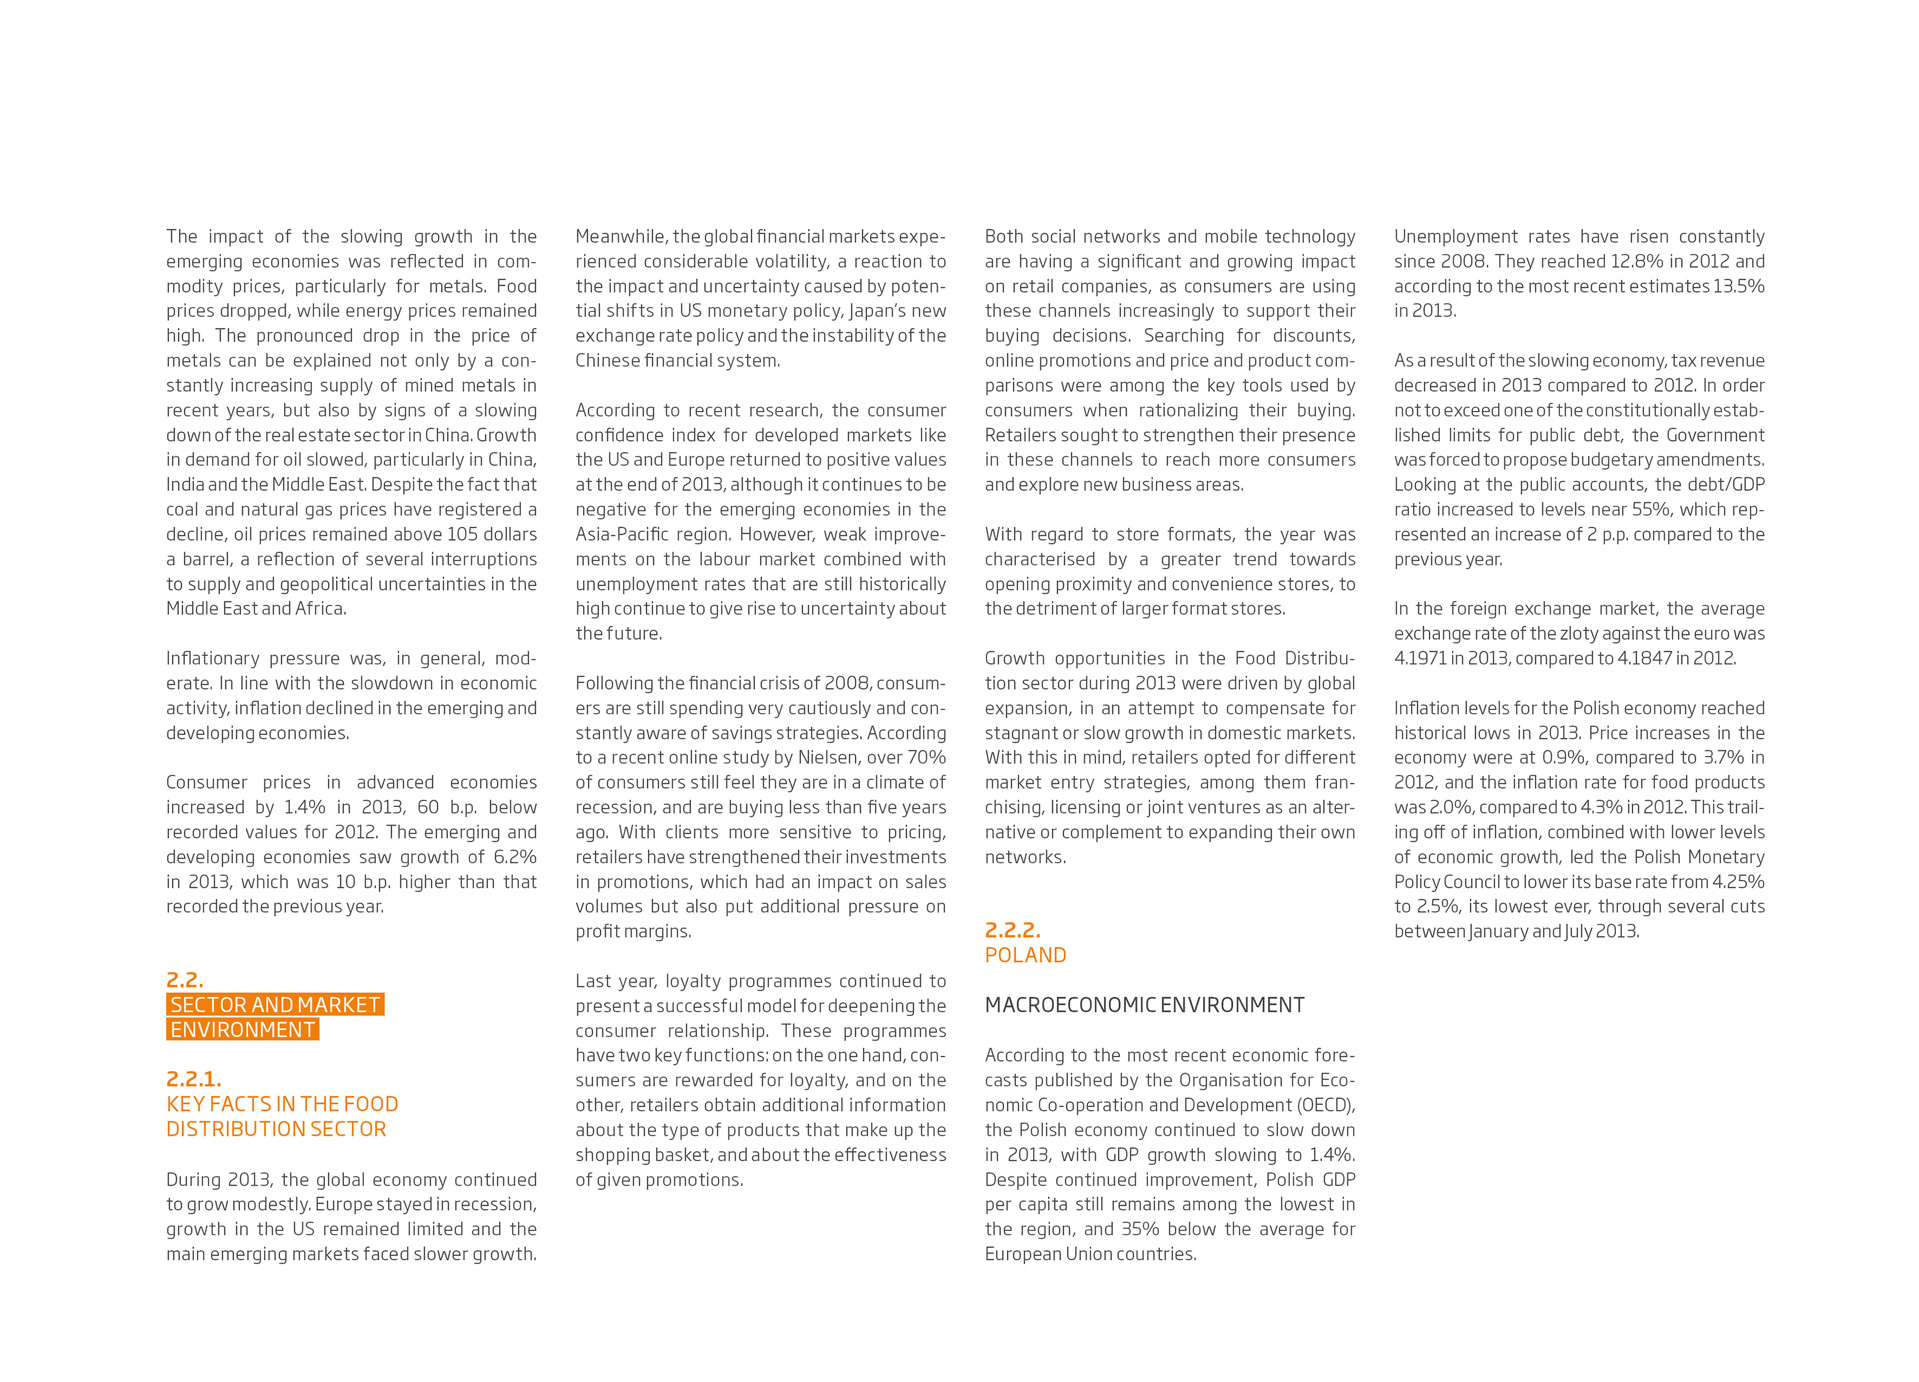 The impact of the slowing growth in the
emerging economies was reflected in com-
modity prices, particularly for metals. Food
prices dropped, while energy prices remained
high. The pronounced drop in the price of
metals can be explained not only by a con-
stantly increasing supply of mined metals in
recent years, but also by signs of a slowing
down of the real estate sector in China. Growth
in demand for oil slowed, particularly in China,
India and the Middle East. Despite the fact that
coal and natural gas prices have registered a
decline, oil prices remained above 105 dollars
a barrel, a reflection of several interruptions
to supply and geopolitical uncertainties in the
Middle East and Africa.
Inflationary pressure was, in general, mod-
erate. In line with the slowdown in economic
activity, inflation declined in the emerging and
developing economies.
Consumer prices in advanced economies
increased by 1.4% in 2013, 60 b.p. below
recorded values for 2012. The emerging and
developing economies saw growth of 6.2%
in 2013, which was 10 b.p. higher than that
recorded the previous year.
2.2.
SECTOR AND MARKET
ENVIRONMENT
2.2.1.
KEY FACTS IN THE FOOD
DISTRIBUTION SECTOR
During 2013, the global economy continued
to grow modestly. Europe stayed in recession,
growth in the US remained limited and the
main emerging markets faced slower growth.
Meanwhile, the global financial markets expe-
rienced considerable volatility, a reaction to
the impact and uncertainty caused by poten-
tial shifts in US monetary policy, Japan's new
exchange rate policy and the instability of the
Chinese financial system.
According to recent research, the consumer
confidence index for developed markets like
the US and Europe returned to positive values
at the end of 2013, although it continues to be
negative for the emerging economies in the
Asia-Pacific region. However, weak improve-
ments on the labour market combined with
unemployment rates that are still historically
high continue to give rise to uncertainty about
the future.
Following the financial crisis of 2008, consum-
ers are still spending very cautiously and con-
stantly aware of savings strategies. According
to a recent online study by Nielsen, over 70%
of consumers still feel they are in a climate of
recession, and are buying less than five years
ago. With clients more sensitive to pricing,
retailers have strengthened their investments
in promotions, which had an impact on sales
volumes but also put additional pressure on
profit margins.
Last year, loyalty programmes continued to
present a successful model for deepening the
consumer relationship. These programmes
have two key functions: on the one hand, con-
sumers are rewarded for loyalty, and on the
other, retailers obtain additional information
about the type of products that make up the
shopping basket, and about the effectiveness
of given promotions.
Both social networks and mobile technology
are having a significant and growing impact
on retail companies, as consumers are using
these channels increasingly to support their
buying decisions. Searching for discounts,
online promotions and price and product com-
parisons were among the key tools used by
consumers when rationalizing their buying.
Retailers sought to strengthen their presence
in these channels to reach more consumers
and explore new business areas.
With regard to store formats, the year was
characterised by a greater trend towards
opening proximity and convenience stores, to
the detriment of larger format stores.
Growth opportunities in the Food Distribu-
tion sector during 2013 were driven by global
expansion, in an attempt to compensate for
stagnant or slow growth in domestic markets.
With this in mind, retailers opted for different
market entry strategies, among them fran-
chising, licensing or joint ventures as an alter-
native or complement to expanding their own
networks.
2.2.2.
POLAND
MACROECONOMIC ENVIRONMENT
According to the most recent economic fore-
casts published by the Organisation for Eco-
nomic Co-operation and Development (OECD),
the Polish economy continued to slow down
in 2013, with GDP growth slowing to 1.4%.
Despite continued improvement, Polish GDP
per capita still remains among the lowest in
the region, and 35% below the average for
European Union countries.
Unemployment rates have risen constantly
since 2008. They reached 12.8% in 2012 and
according to the most recent estimates 13.5%
in 2013.
As a result of the slowing economy, tax revenue
decreased in 2013 compared to 2012. In order
not to exceed one of the constitutionally estab-
lished limits for public debt, the Government
was forced to propose budgetary amendments.
Looking at the public accounts, the debt/GDP
ratio increased to levels near 55%, which rep-
resented an increase of 2 p.p. compared to the
previous year.
In the foreign exchange market, the average
exchange rate of the zloty against the euro was
4.1971 in 2013, compared to 4.1847 in 2012.
Inflation levels for the Polish economy reached
historical lows in 2013. Price increases in the
economy were at 0.9%, compared to 3.7% in
2012, and the inflation rate for food products
was 2.0%, compared to 4.3% in 2012. This trail-
ing off of inflation, combined with lower levels
of economic growth, led the Polish Monetary
Policy Council to lower its base rate from 4.25%
to 2.5%, its lowest ever, through several cuts
between January and July 2013.